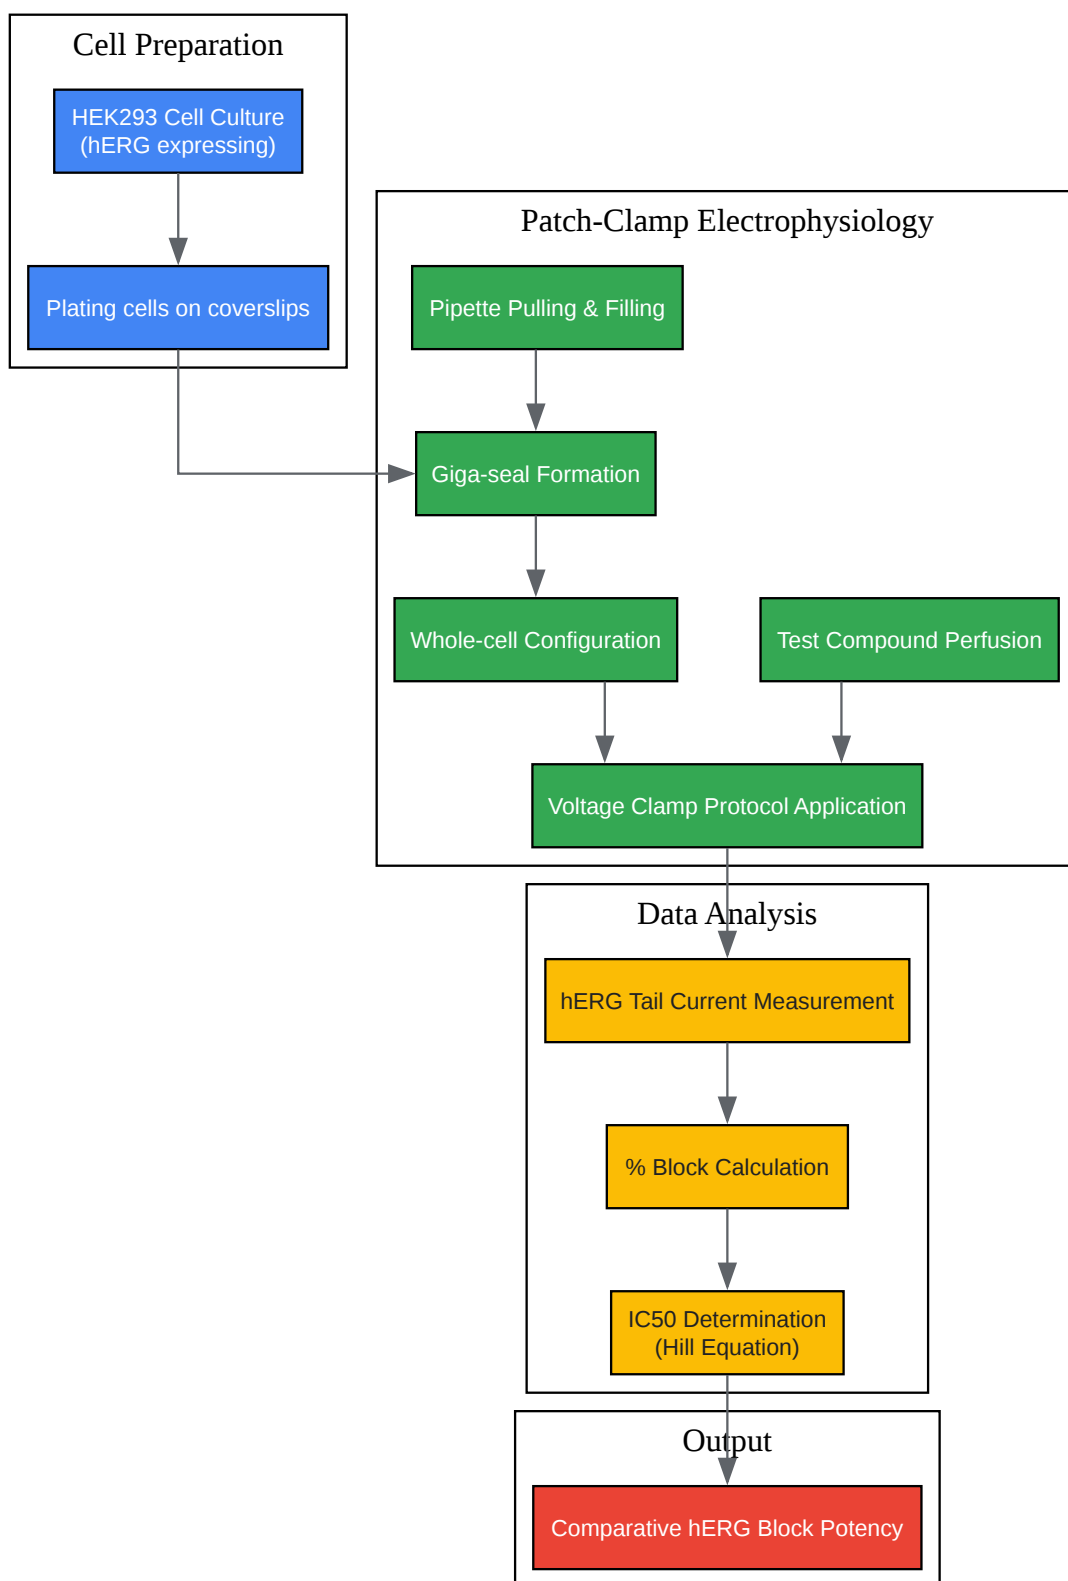 Cell Preparation
HEK293 Cell Culture
(hERG expressing)
Plating cells on coverslips
Patch-Clamp Electrophysiology
Pipette Pulling & Filling
Giga-seal Formation
Whole-cell Configuration
Test Compound Perfusion
Voltage Clamp Protocol Application
Data Analysis
hERG Tail Current Measurement
% Block Calculation
IC50 Determination
(Hill Equation)
Output
Comparative hERG Block Potency